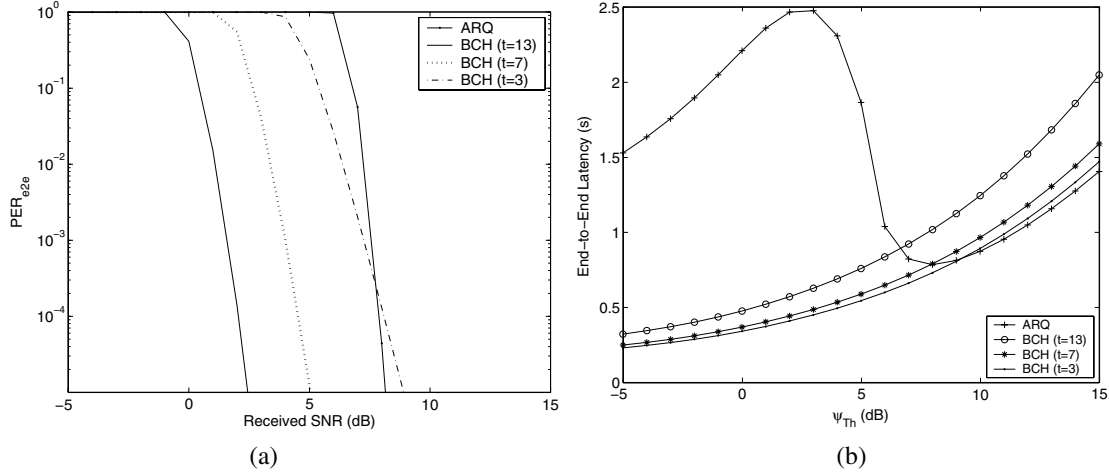 10^0
10^-1
10^-2
10^-3
10^-4
PER_e2e
-5
0
5
10
15
Received SNR (dB)
ARQ
BCH (t=13)
BCH (t=7)
BCH (t=3)
(a)
2.5
2
1.5
1
0.5
0
End-to-End Latency (s)
-5
0
5
10
15
ψ_Th (dB)
ARQ
BCH (t=13)
BCH (t=7)
BCH (t=3)
(b)